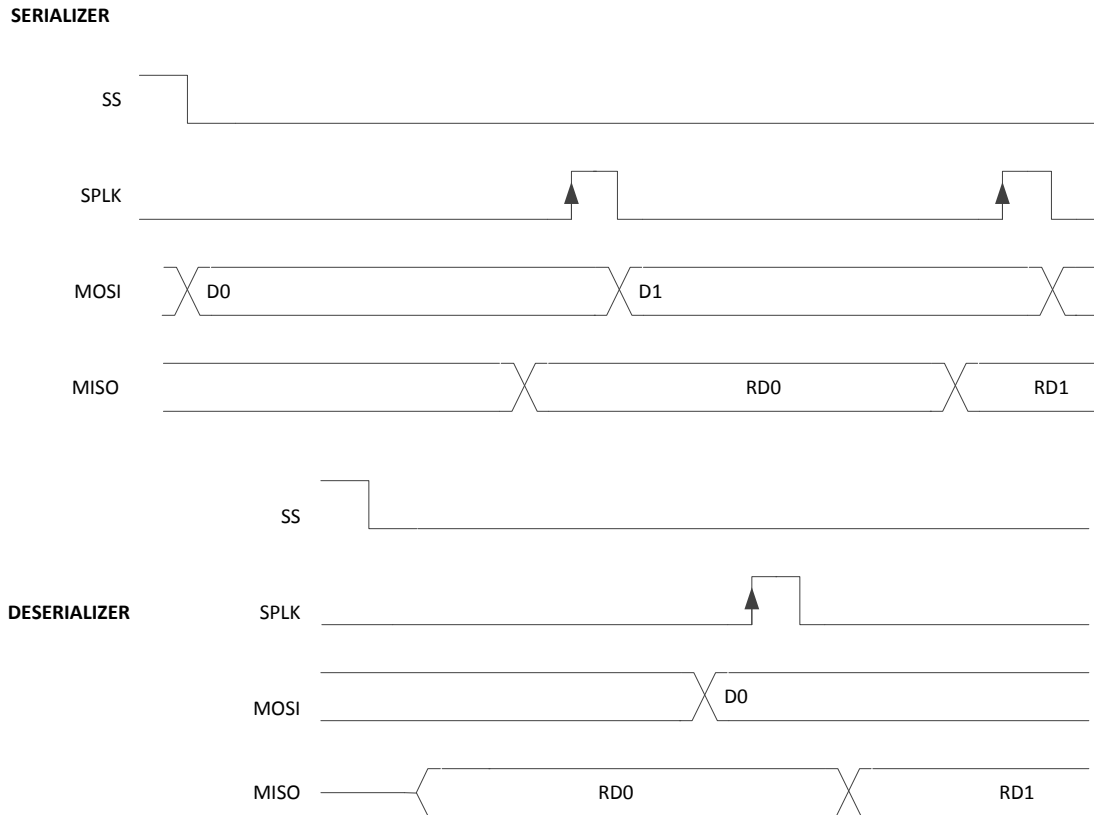 SERIALIZER
SS
SPLK
MOSI D0 D1
MISO RD0 RD1
SS
DESERIALIZER SPLK
MOSI D0
MISO RD0 RD1